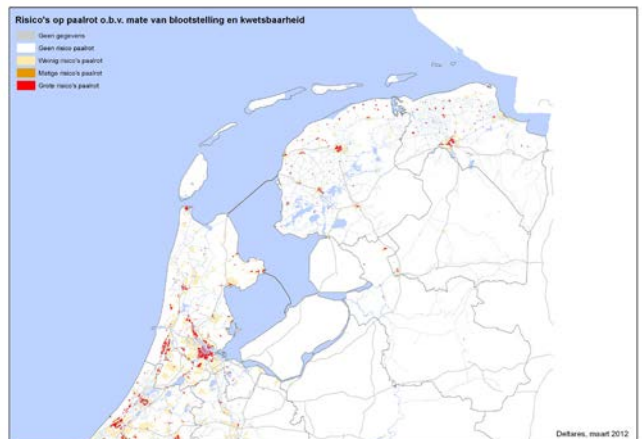 Risico's op paalrot o.b.v. mate van blootstelling en kwetsbaarheid
Geen gegevens
Geen risico paalrot
Weinig risico's paalrot
Matige risico's paalrot
Grote risico's paalrot
Deltares, maart 2012